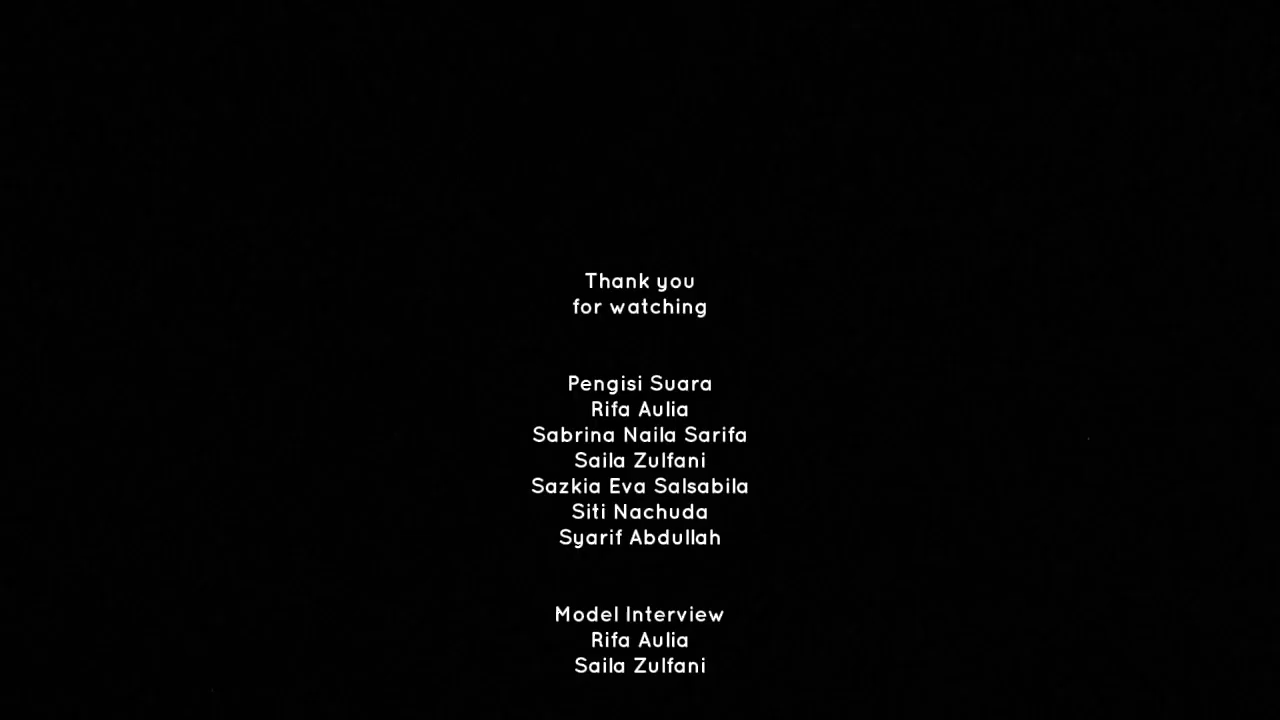 Thank you
for watching
Pengisi Suara
Rifa Aulia
Sabrina Naila Sarifa
Saila Zulfani
Sazkia Eva Salsabila
Siti Nachuda
Syarif Abdullah
Model Interview
Rifa Aulia
Saila Zulfani